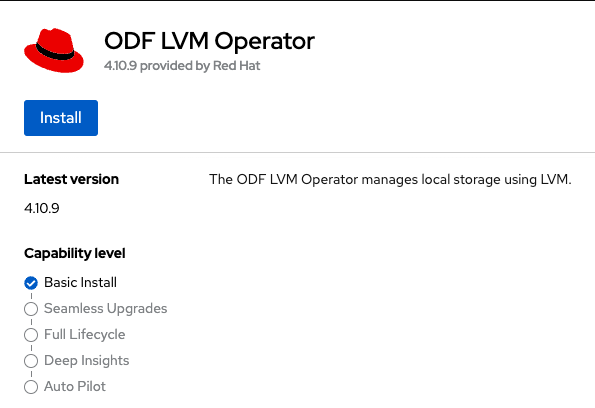 ODF LVM Operator
4.10.9 provided by Red Hat
Install
Latest version
4.10.9
The ODF LVM Operator manages local storage using LVM.
Capability level
Basic Install
Seamless Upgrades
Full Lifecycle
Deep Insights
Auto Pilot